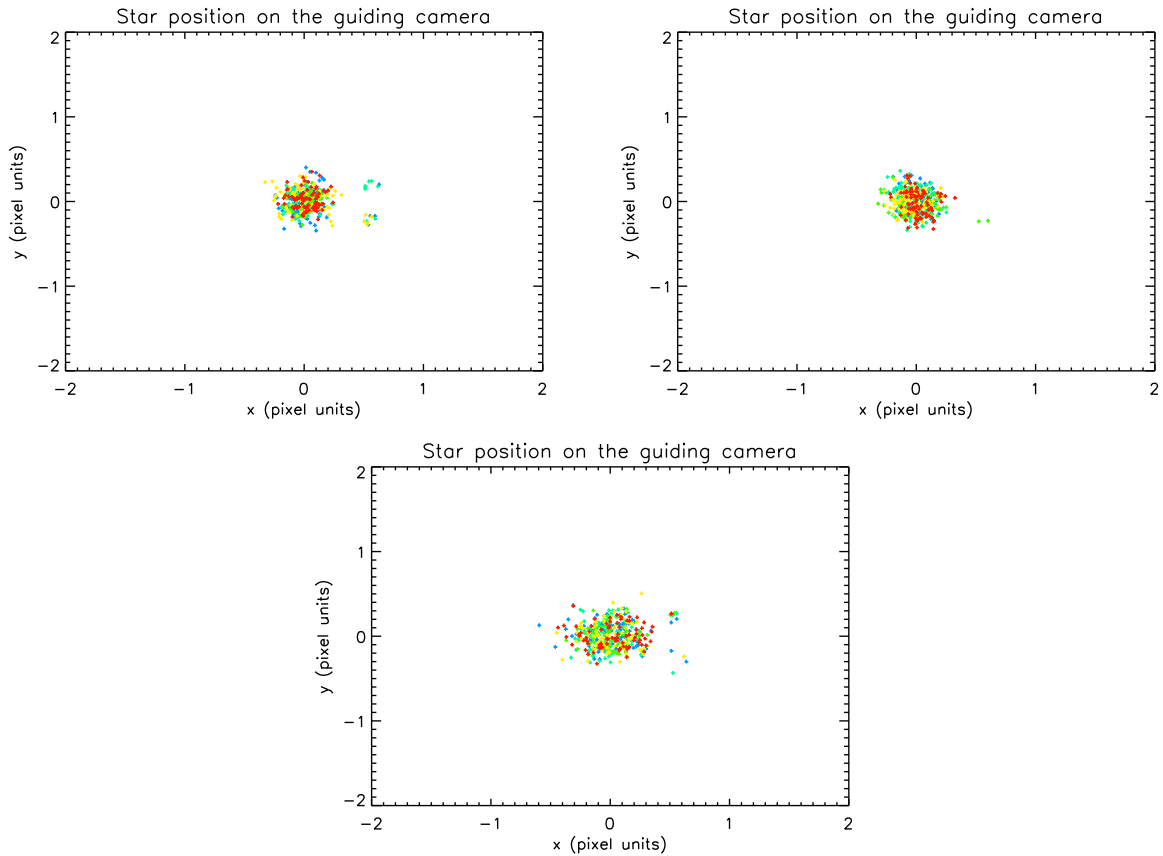 Star position on the guiding camera
2
1
0
−1
−2
y (pixel units)
−2 −1 0 1 2
x (pixel units)
Star position on the guiding camera
2
1
0
−1
−2
y (pixel units)
−2 −1 0 1 2
x (pixel units)
Star position on the guiding camera
2
1
0
−1
−2
y (pixel units)
−2 −1 0 1 2
x (pixel units)